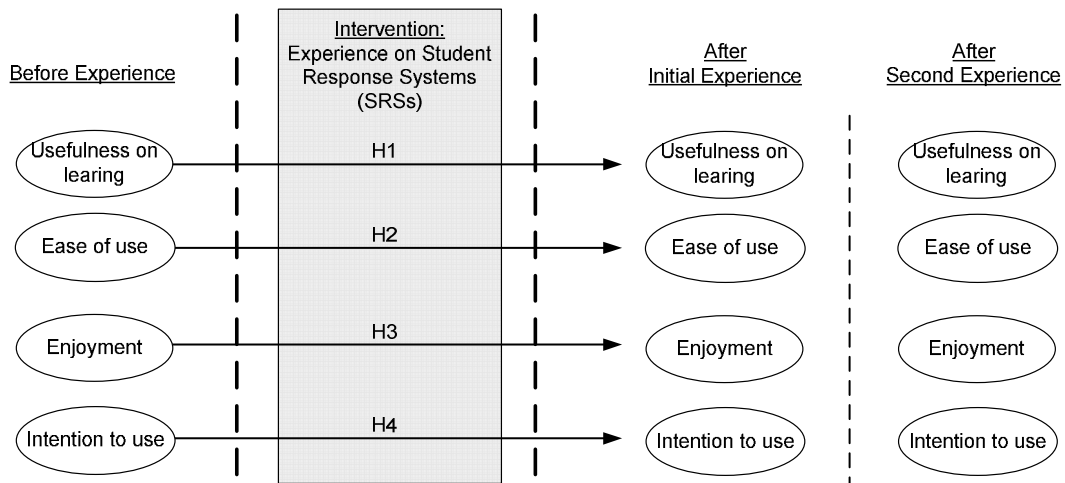 Before Experience
Intervention:
Experience on Student
Response Systems
(SRSs)
After
Initial Experience
After
Second Experience
Usefulness on
learing
H1
Usefulness on
learing
Usefulness on
learing
Ease of use
H2
Ease of use
Ease of use
Enjoyment
H3
Enjoyment
Enjoyment
Intention to use
H4
Intention to use
Intention to use